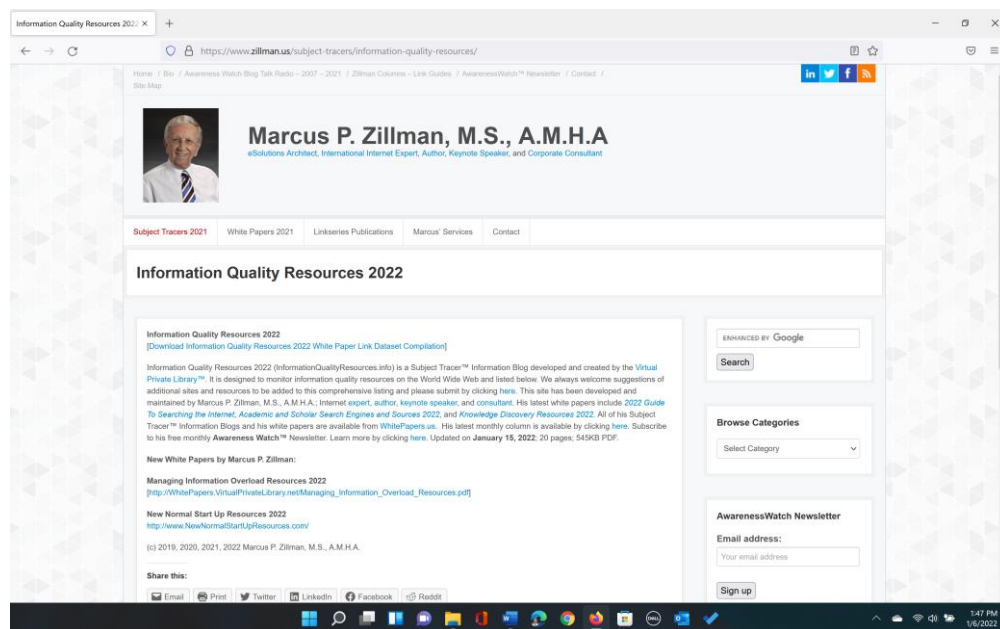 Information Quality Resources 2022
https://www.zillman.us/subject-tracers/information-quality-resources/
Home / Bio / Awareness Watch Blog Talk Radio – 2007 – 2021 / Zillman Columns – Link Guides / AwarenessWatch™ Newsletter / Contact /
Site Map
Marcus P. Zillman, M.S., A.M.H.A
eSolutions Architect, International Internet Expert, Author, Keynote Speaker, and Corporate Consultant
Subject Tracers 2021 White Papers 2021 Linkseries Publications Marcus' Services Contact
Information Quality Resources 2022
Information Quality Resources 2022
[Download Information Quality Resources 2022 White Paper Link Dataset Compilation]
Information Quality Resources 2022 (InformationQualityResources.info) is a Subject Tracer™ Information Blog developed and created by the Virtual
Private Library™. It is designed to monitor information quality resources on the World Wide Web and listed below. We always welcome suggestions of
additional sites and resources to be added to this comprehensive listing and please submit by clicking here. This site has been developed and
maintained by Marcus P. Zillman, M.S., A.M.H.A.; Internet expert, author, keynote speaker, and consultant. His latest white papers include 2022 Guide
To Searching the Internet, Academic and Scholar Search Engines and Sources 2022, and Knowledge Discovery Resources 2022. All of his Subject
Tracer™ Information Blogs and his white papers are available from WhitePapers.us. His latest monthly column is available by clicking here. Subscribe
to his free monthly Awareness Watch™ Newsletter. Learn more by clicking here. Updated on January 15, 2022; 20 pages; 545KB PDF.
New White Papers by Marcus P. Zillman:
Managing Information Overload Resources 2022
[http://WhitePapers.VirtualPrivateLibrary.net/Managing_Information_Overload_Resources.pdf]
New Normal Start Up Resources 2022
http://www.NewNormalStartUpResources.com/
(c) 2019, 2020, 2021, 2022 Marcus P. Zillman, M.S., A.M.H.A.
Share this:
Email Print Twitter LinkedIn Facebook Reddit
ENHANCED BY Google
Search
Browse Categories
Select Category
AwarenessWatch Newsletter
Email address:
Your email address
Sign up
1:47 PM
1/6/2022